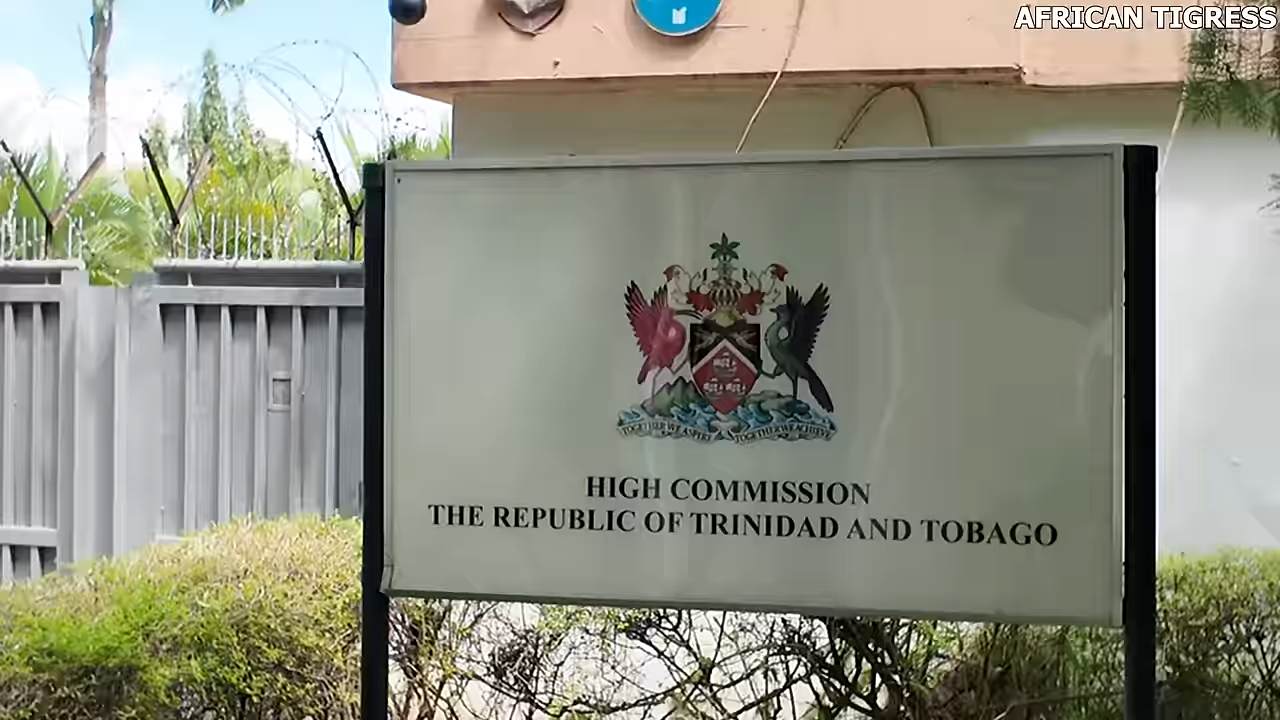 AFRICAN TIGRESS
TOGETHER WE ASPIRE TOGETHER WE ACHIEVE
HIGH COMMISSION
THE REPUBLIC OF TRINIDAD AND TOBAGO